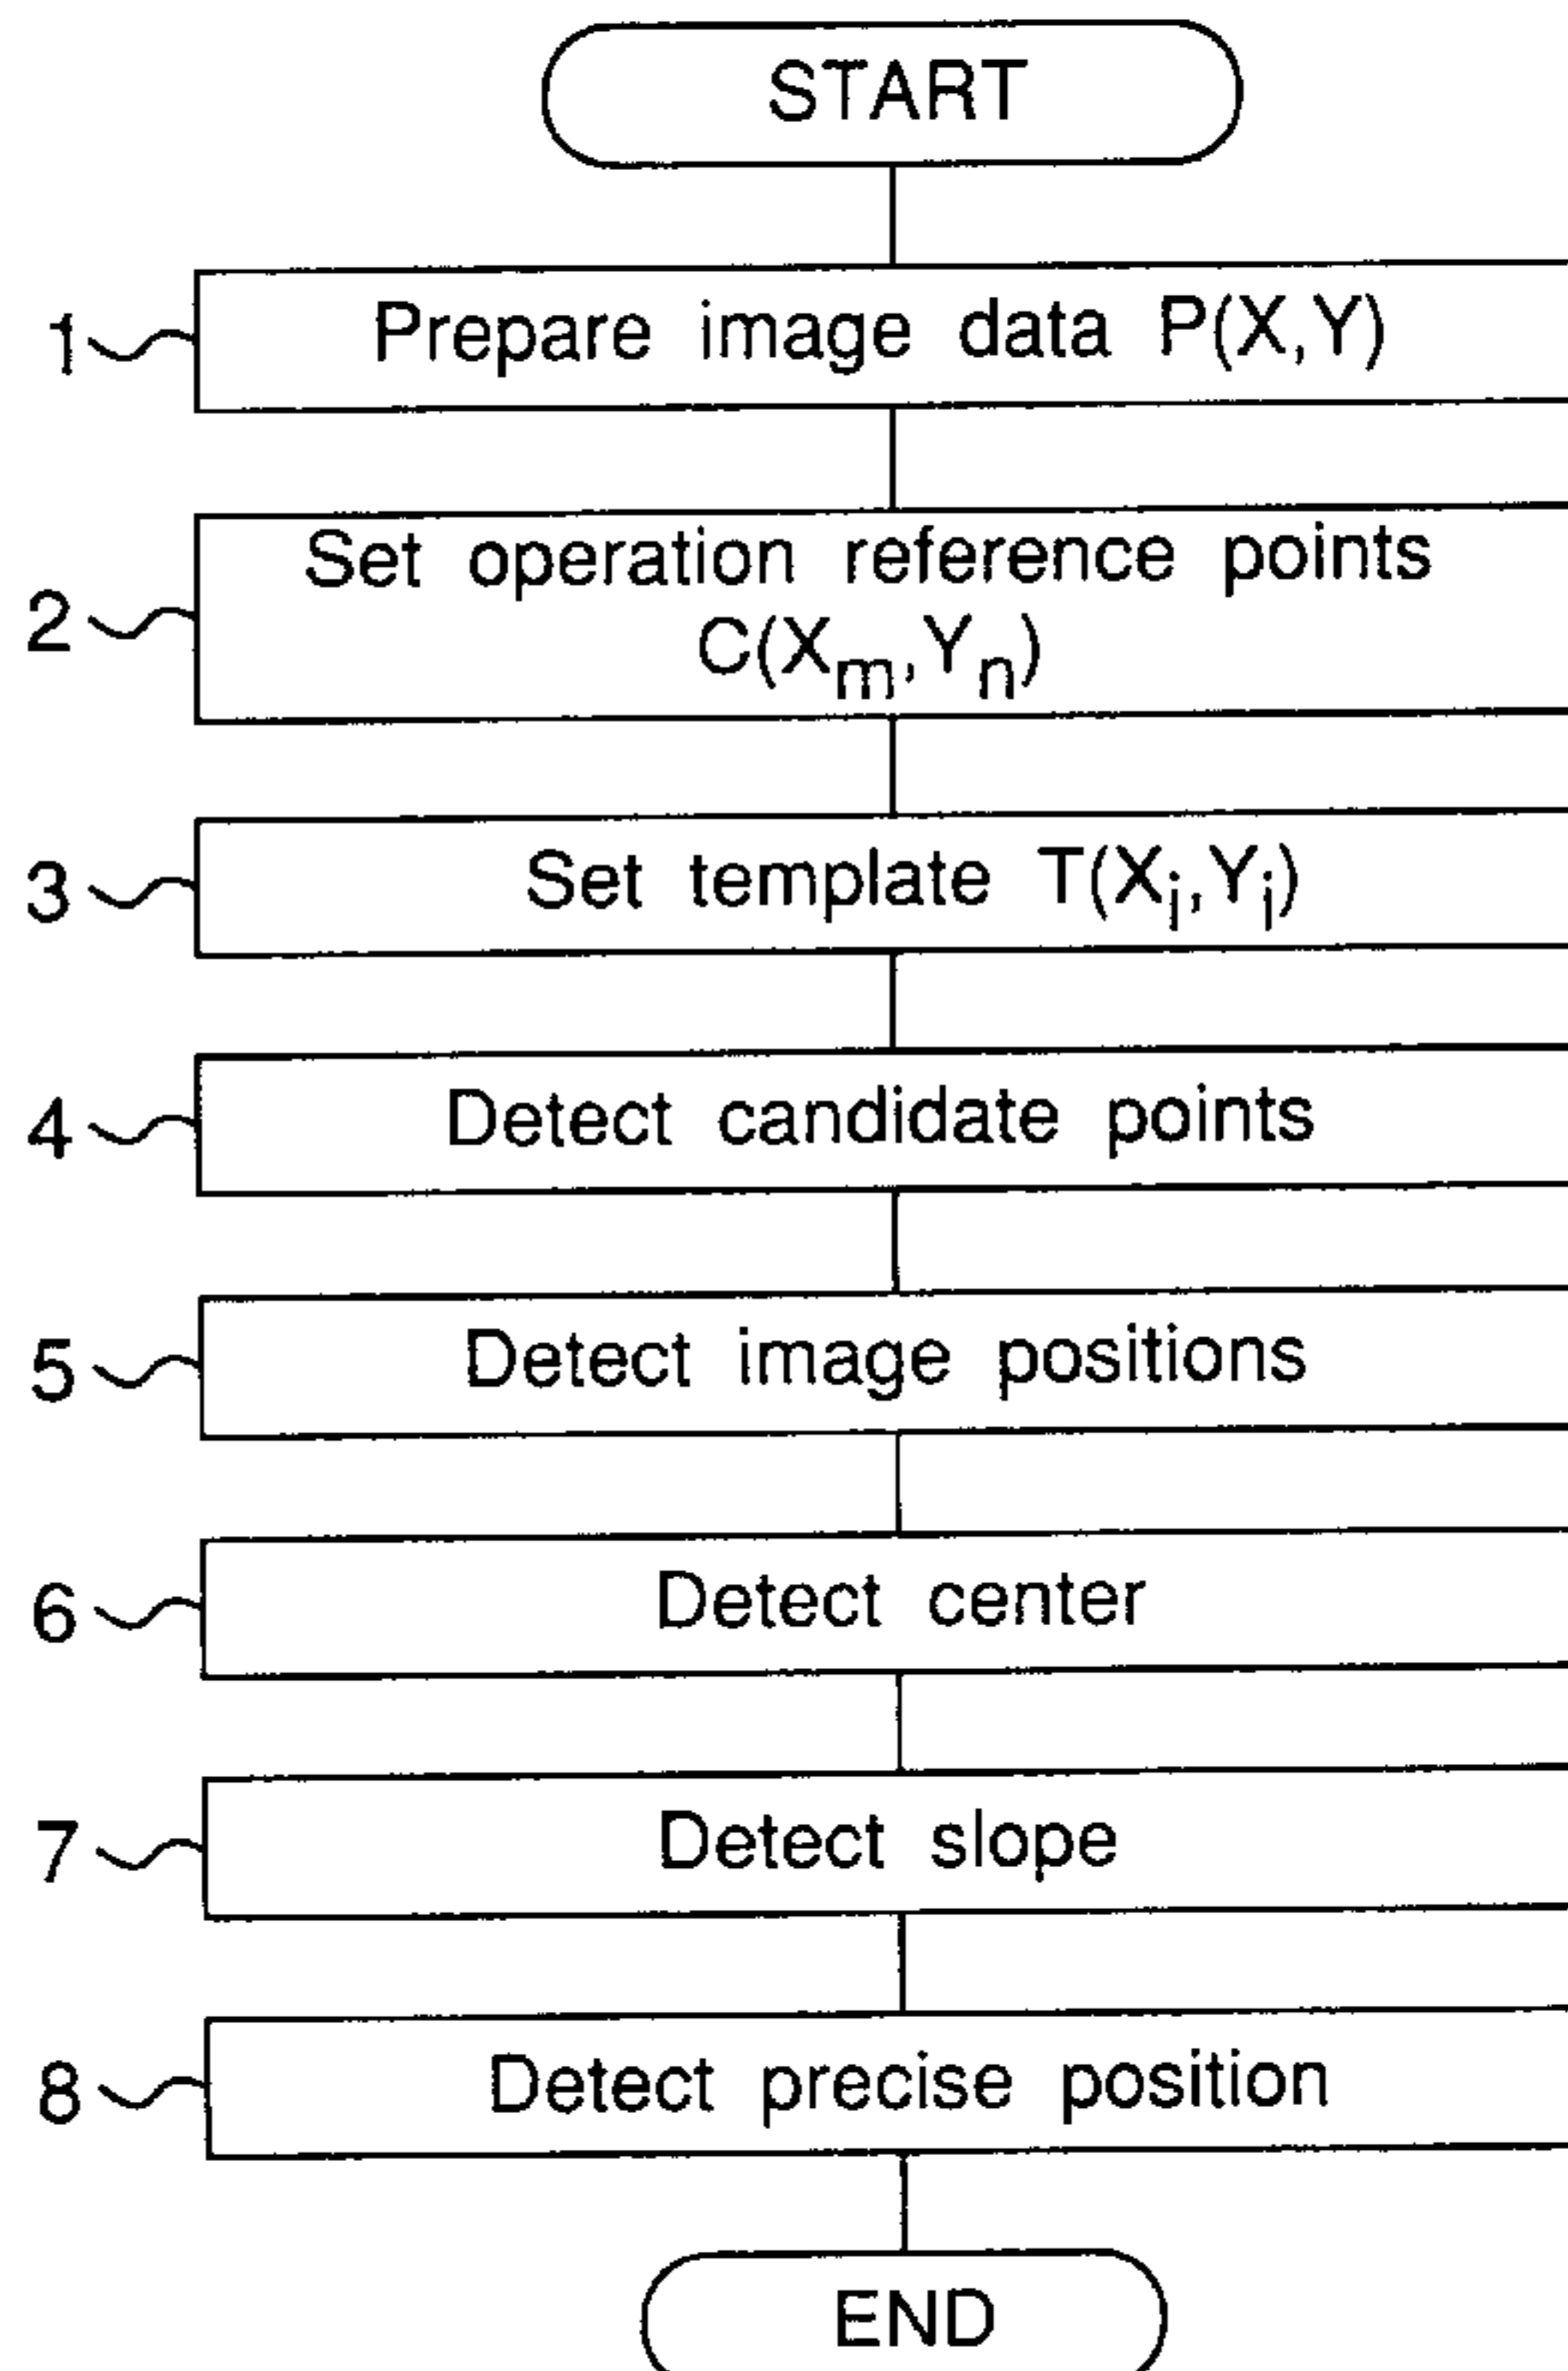 START
1 Prepare image data P(X,Y)
2 Set operation reference points
C(Xm,Yn)
3 Set template T(Xi,Yj)
4 Detect candidate points
5 Detect image positions
6 Detect center
7 Detect slope
8 Detect precise position
END